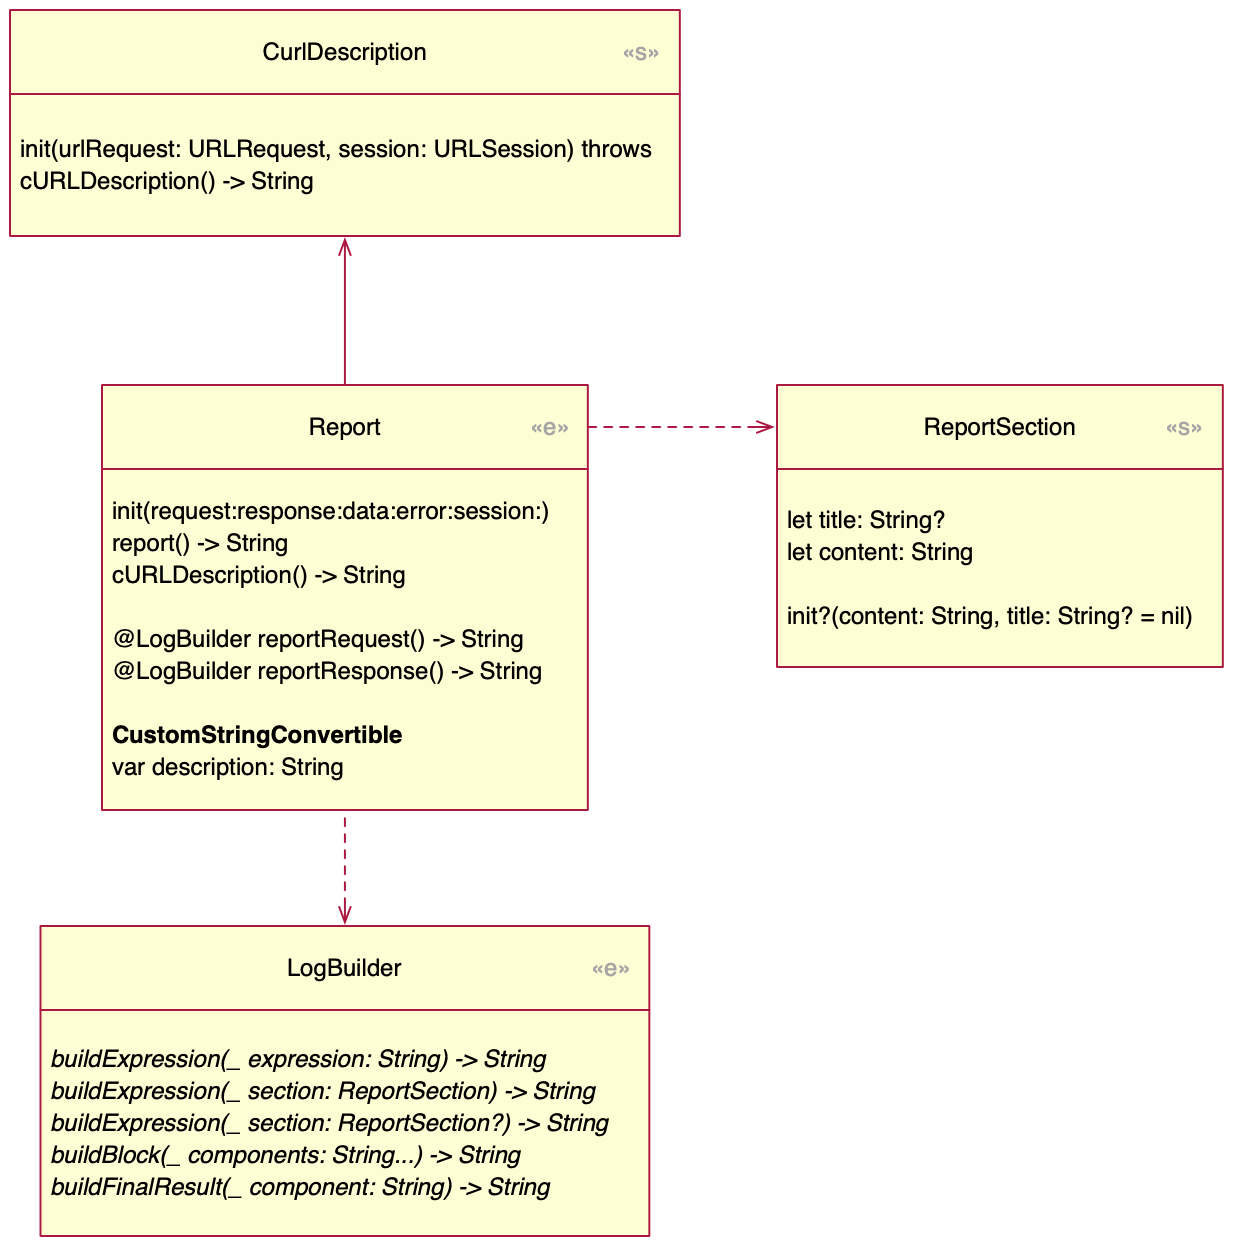 CurlDescription «s»
init(urlRequest: URLRequest, session: URLSession) throws
cURLDescription() -> String
Report «e»
init(request:response:data:error:session:)
report() -> String
cURLDescription() -> String
@LogBuilder reportRequest() -> String
@LogBuilder reportResponse() -> String
CustomStringConvertible
var description: String
ReportSection «s»
let title: String?
let content: String
init?(content: String, title: String? = nil)
LogBuilder «e»
buildExpression(_ expression: String) -> String
buildExpression(_ section: ReportSection) -> String
buildExpression(_ section: ReportSection?) -> String
buildBlock(_ components: String...) -> String
buildFinalResult(_ component: String) -> String